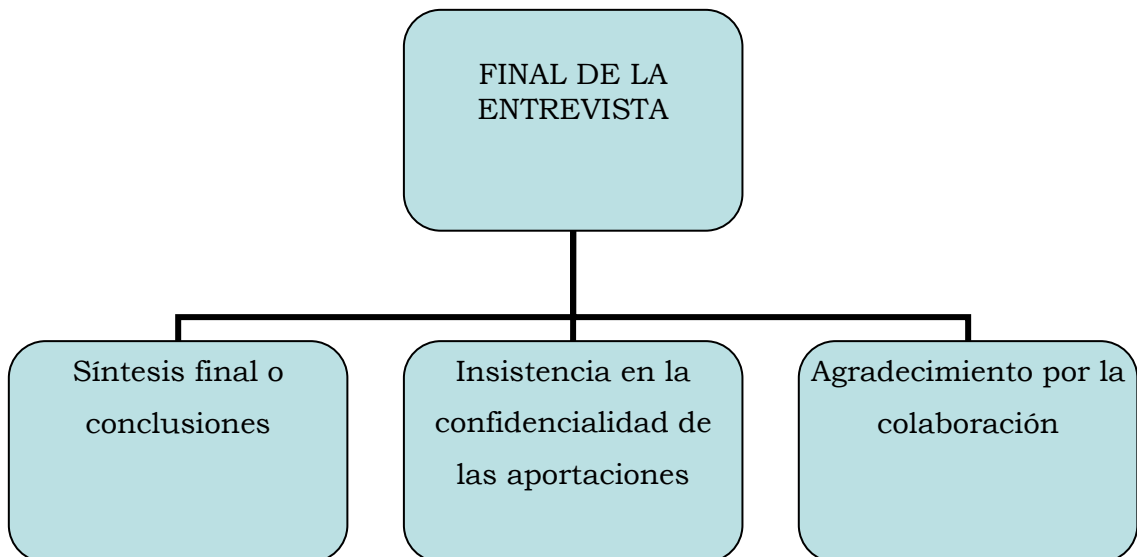 FINAL DE LA
ENTREVISTA
Síntesis final o
conclusiones
Insistencia en la
confidencialidad de
las aportaciones
Agradecimiento por la
colaboración